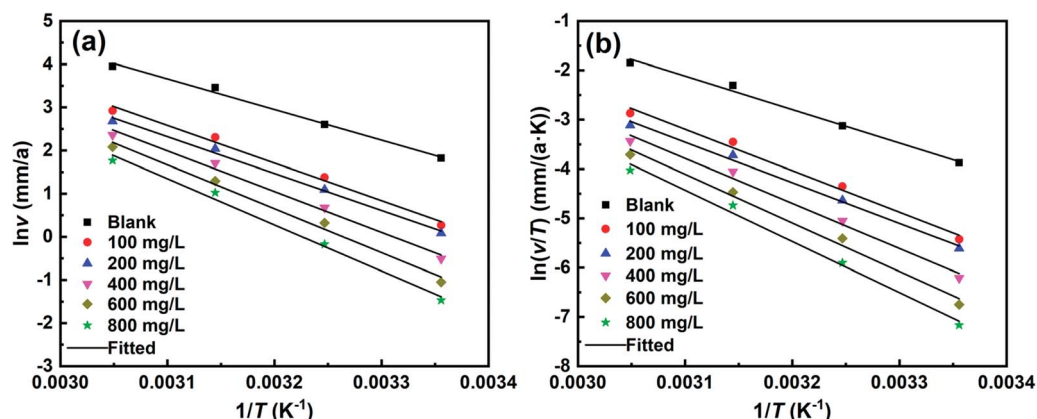 (a)
lnv (mm/a)
5
4
3
2
1
0
-1
-2
-3
Blank
100 mg/L
200 mg/L
400 mg/L
600 mg/L
800 mg/L
Fitted
0.0030 0.0031 0.0032 0.0033 0.0034
1/T (K⁻¹)
(b)
ln(v/T) (mm/(a·K))
-1
-2
-3
-4
-5
-6
-7
-8
Blank
100 mg/L
200 mg/L
400 mg/L
600 mg/L
800 mg/L
Fitted
0.0030 0.0031 0.0032 0.0033 0.0034
1/T (K⁻¹)